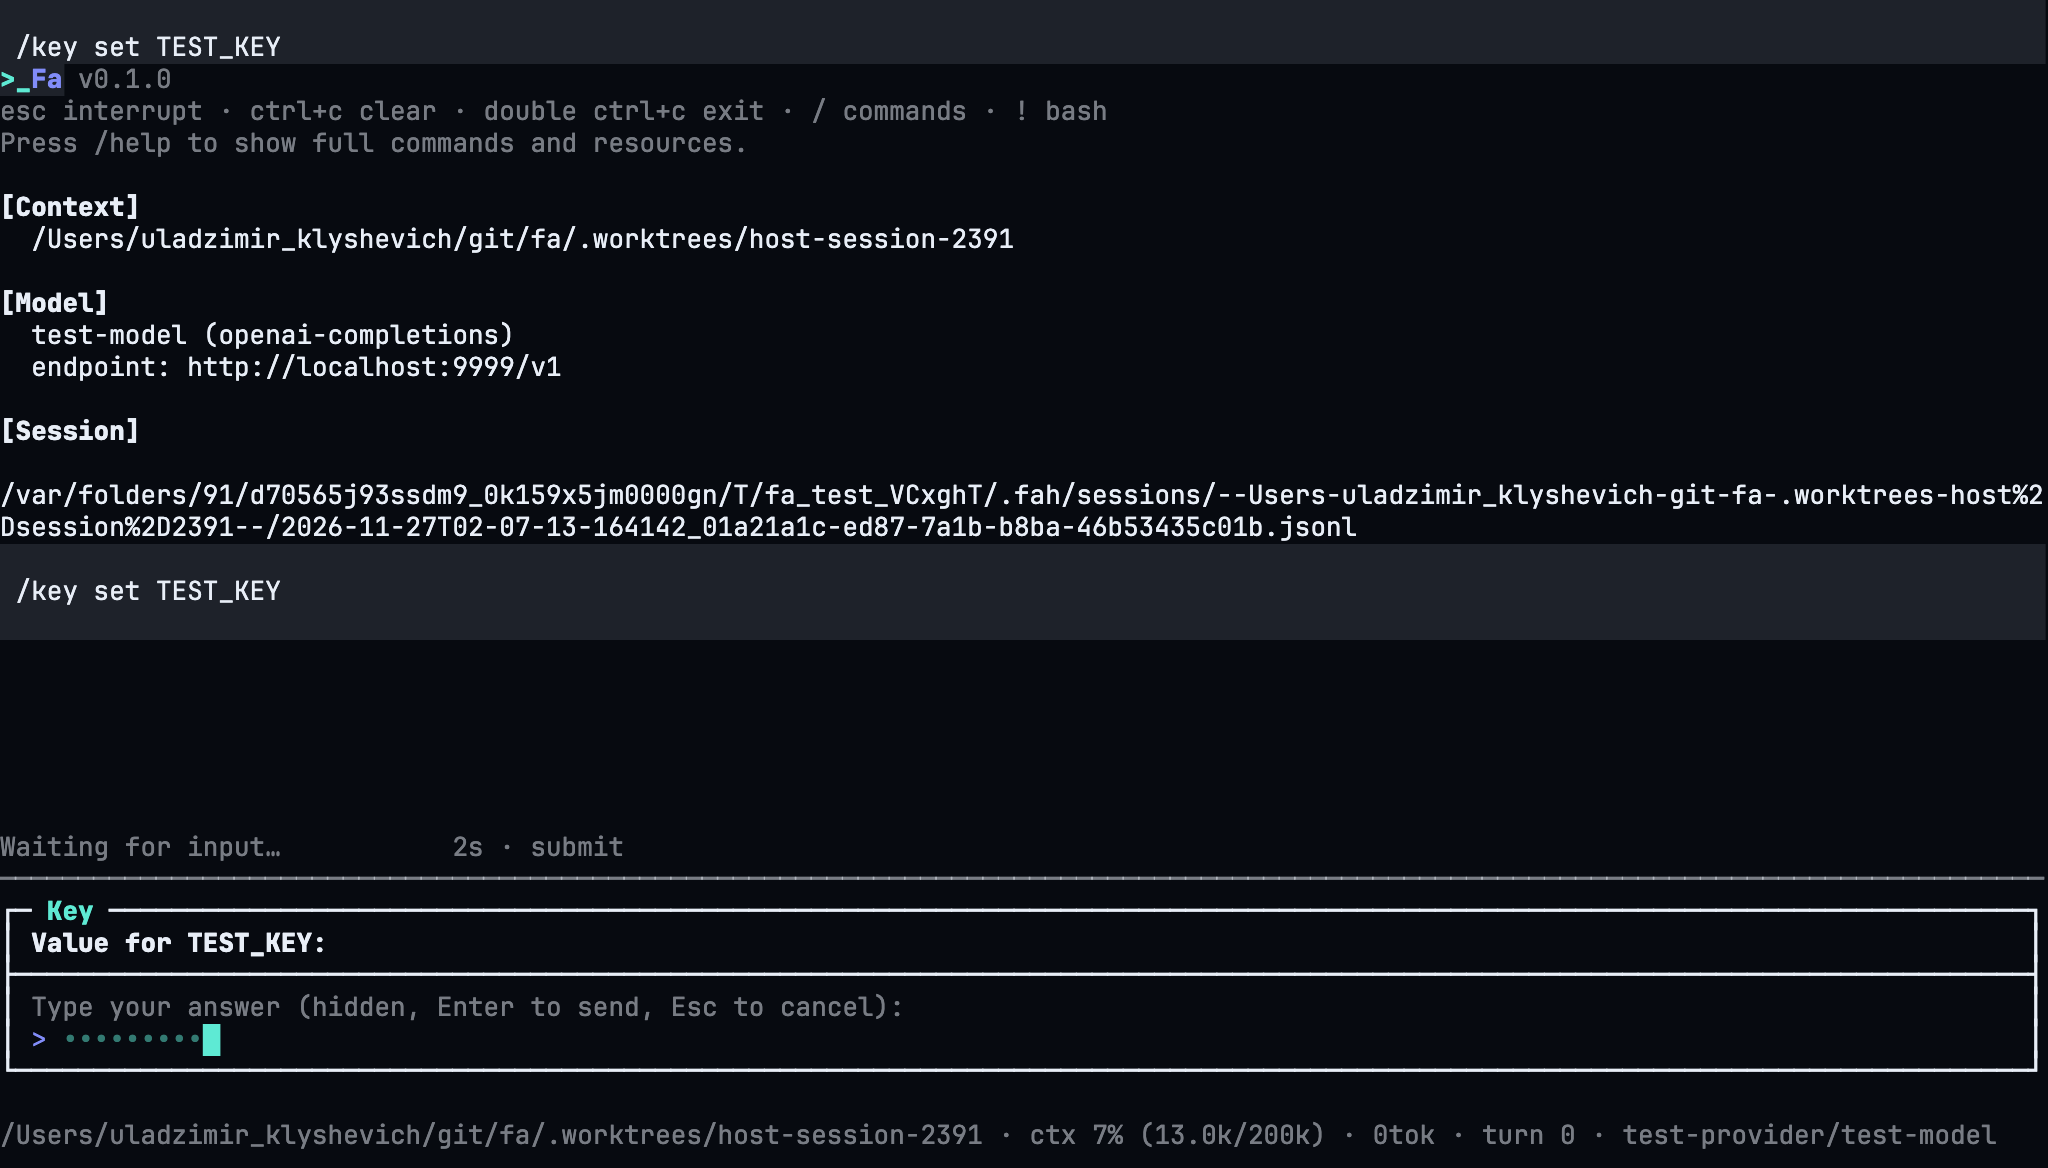 /key set TEST_KEY
>_Fa v0.1.0
esc interrupt · ctrl+c clear · double ctrl+c exit · / commands · ! bash
Press /help to show full commands and resources.
[Context]
/Users/uladzimir_klyshevich/git/fa/.worktrees/host-session-2391
[Model]
test-model (openai-completions)
endpoint: http://localhost:9999/v1
[Session]
/var/folders/91/d70565j93ssdm9_0k159x5jm0000gn/T/fa_test_VCxghT/.fah/sessions/--Users-uladzimir_klyshevich-git-fa-.worktrees-host%2
Dsession%2D2391--/2026-11-27T02-07-13-164142_01a21a1c-ed87-7a1b-b8ba-46b53435c01b.jsonl
/key set TEST_KEY
Waiting for input… 2s · submit
Key
Value for TEST_KEY:
Type your answer (hidden, Enter to send, Esc to cancel):
> •••••••••
/Users/uladzimir_klyshevich/git/fa/.worktrees/host-session-2391 · ctx 7% (13.0k/200k) · 0tok · turn 0 · test-provider/test-model